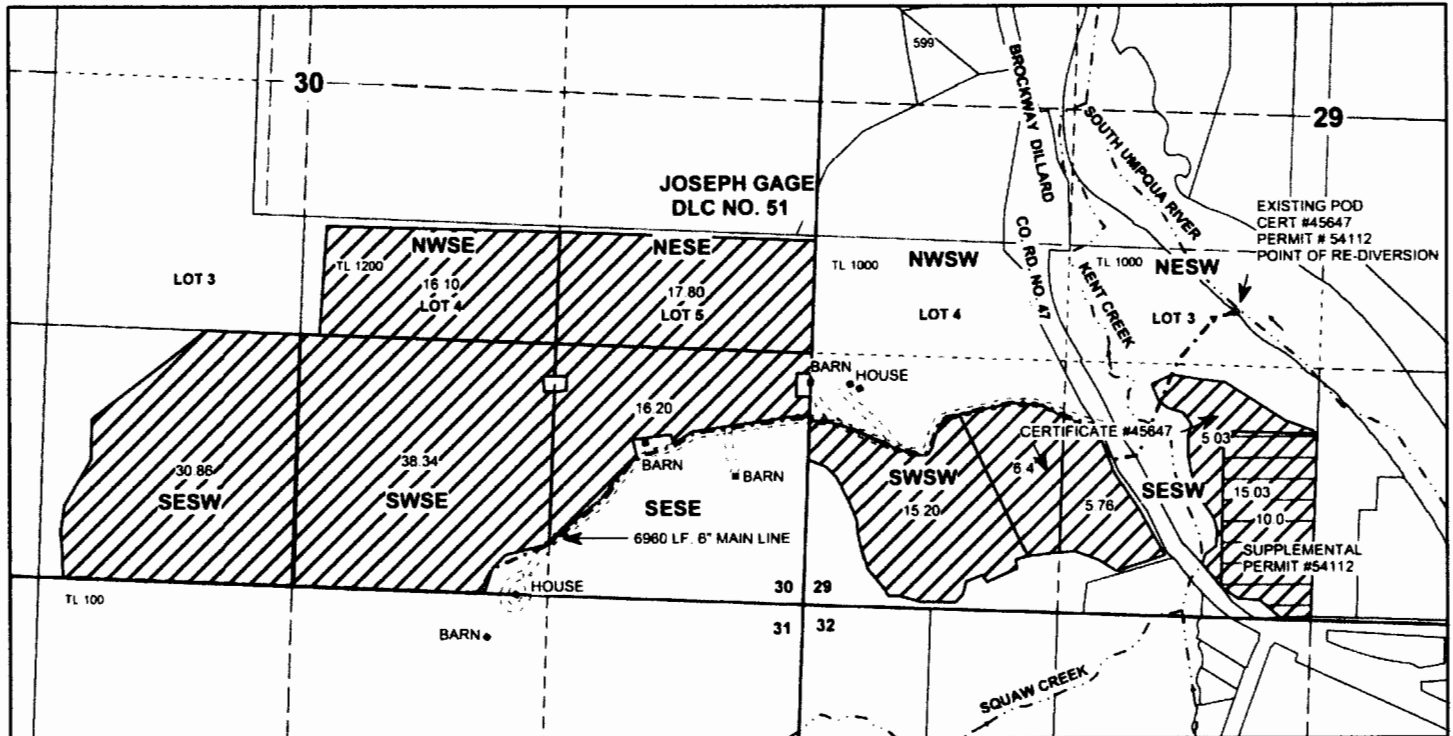 30
599
BROCKWAY DILLARD
CO RD. NO. 47
SOUTH UMPQUA RIVER
29
JOSEPH GAGE
DLC NO. 51
EXISTING POD
CERT #45647
PERMIT # 54112
POINT OF RE-DIVERSION
LOT 3
TL 1200
NWSE
16 10
LOT 4
NESE
17.80
LOT 5
TL 1000
NWSW
LOT 4
KENT CREEK
TL 1000
NESW
LOT 3
BARN
HOUSE
16.20
CERTIFICATE #45647
5 03
30.86
SESW
38.34
SWSE
BARN
BARN
SESE
SWSW
15.20
6 4
5.76
SESW
15 03
10.0
6960 LF. 6" MAIN LINE
SUPPLEMENTAL
PERMIT #54112
TL 100
HOUSE
BARN
30 29
31 32
SQUAW CREEK